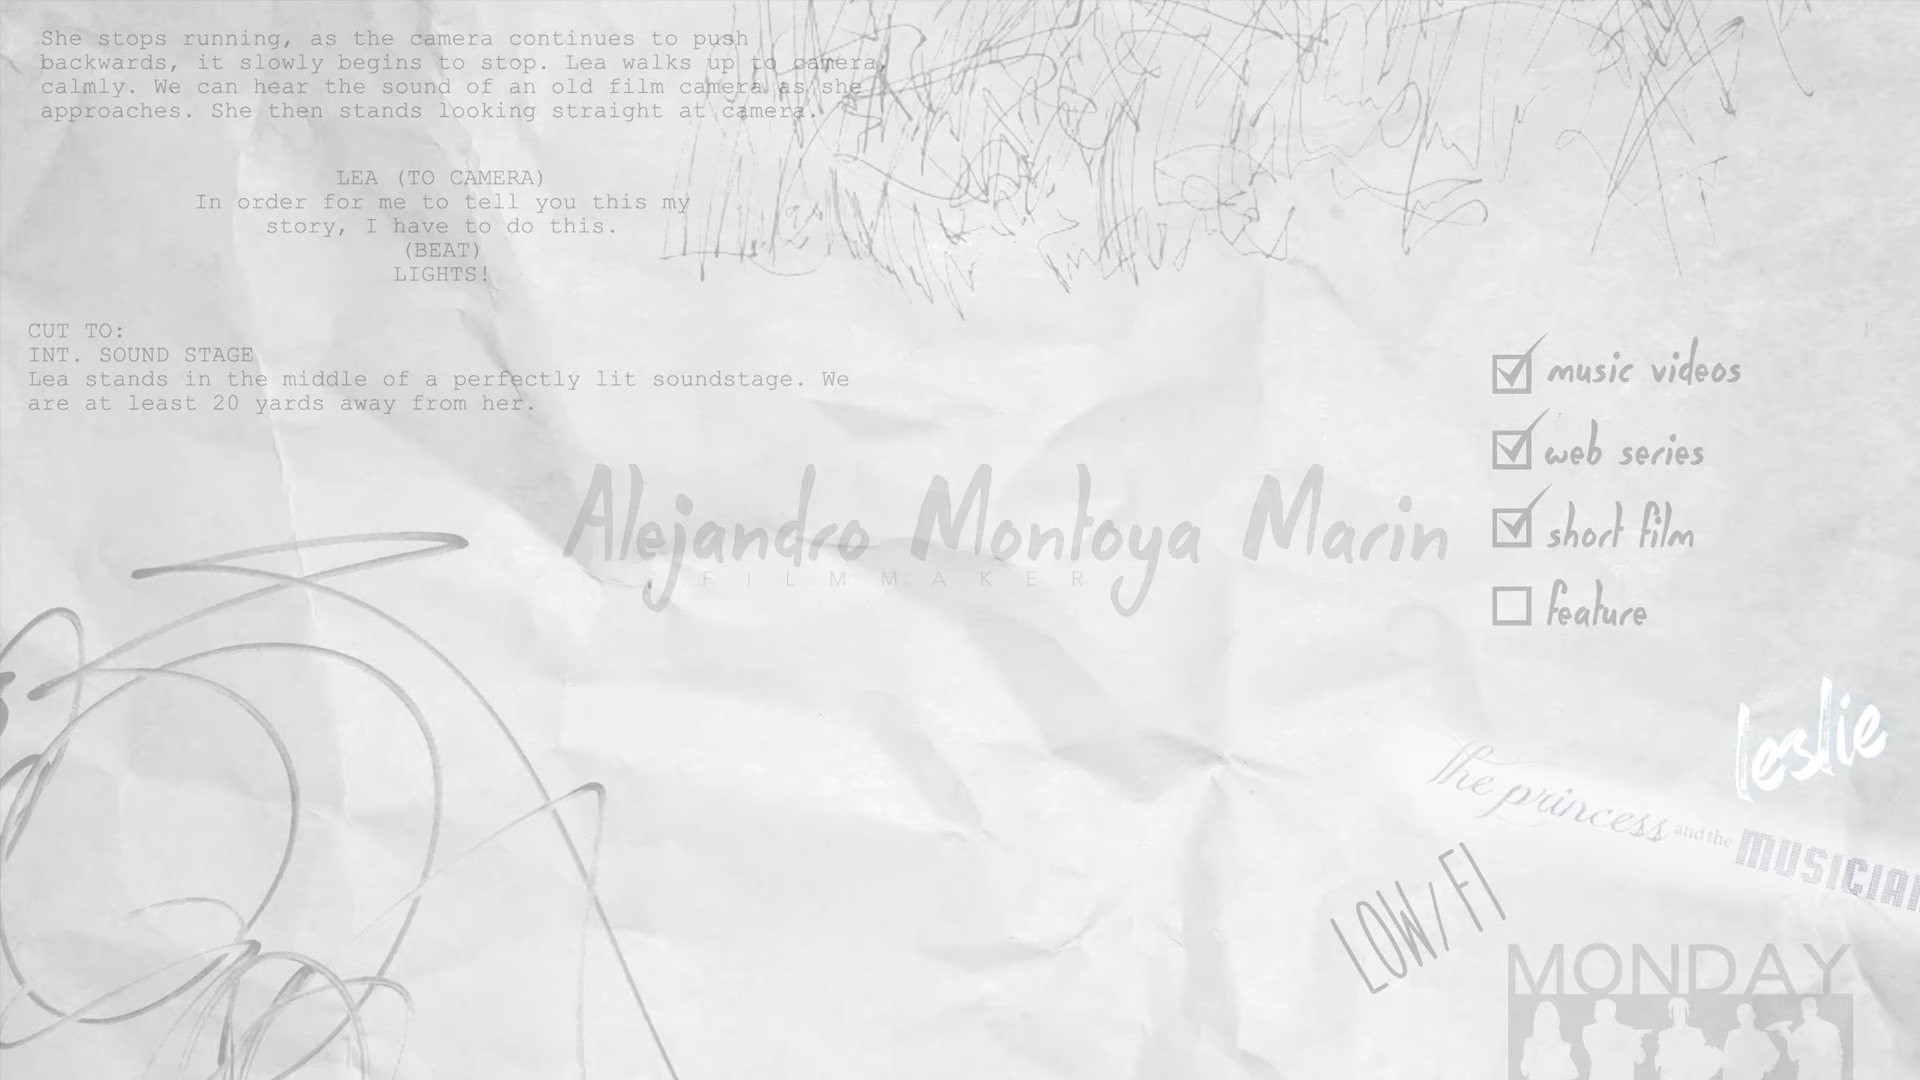 She stops running, as the camera continues to push
backwards, it slowly begins to stop. Lea walks up to camera,
calmly. We can hear the sound of an old film camera as she
approaches. She then stands looking straight at camera.
LEA (TO CAMERA)
In order for me to tell you this my
story, I have to do this.
(BEAT)
LIGHTS!
CUT TO:
INT. SOUND STAGE
Lea stands in the middle of a perfectly lit soundstage. We
are at least 20 yards away from her.
Alejandro Montoya Marin
FILMMAKER
music videos
web series
short film
feature
leslie
the princess and the MUSICIAN
LOW/FI
MONDAY